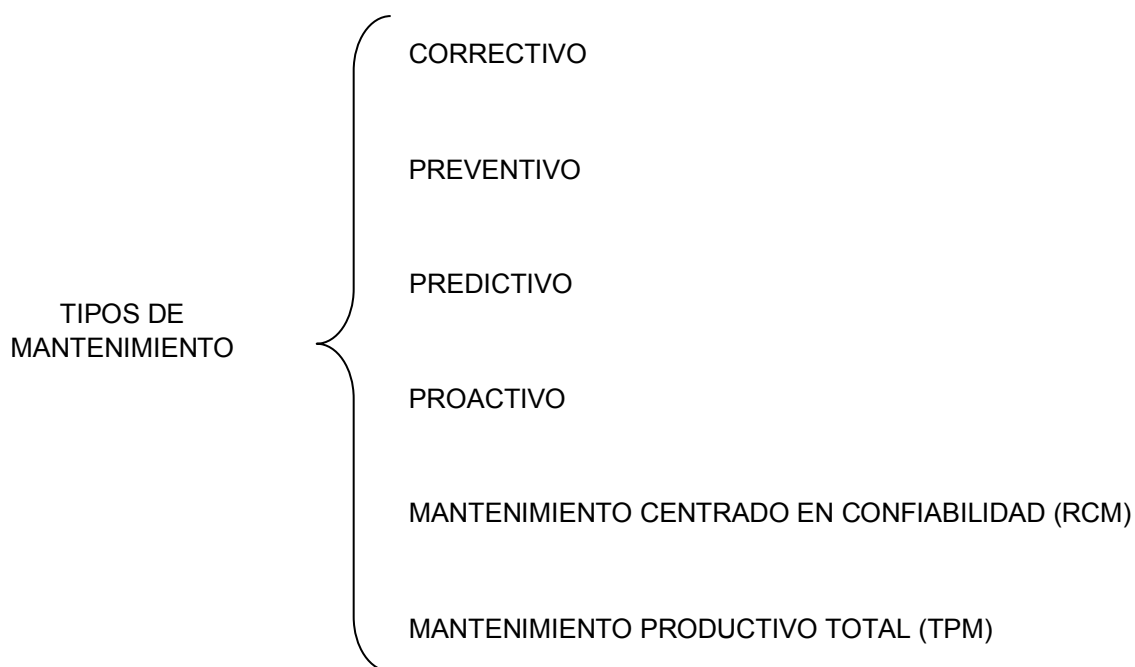 CORRECTIVO
PREVENTIVO
PREDICTIVO
TIPOS DE
MANTENIMIENTO
PROACTIVO
MANTENIMIENTO CENTRADO EN CONFIABILIDAD (RCM)
MANTENIMIENTO PRODUCTIVO TOTAL (TPM)